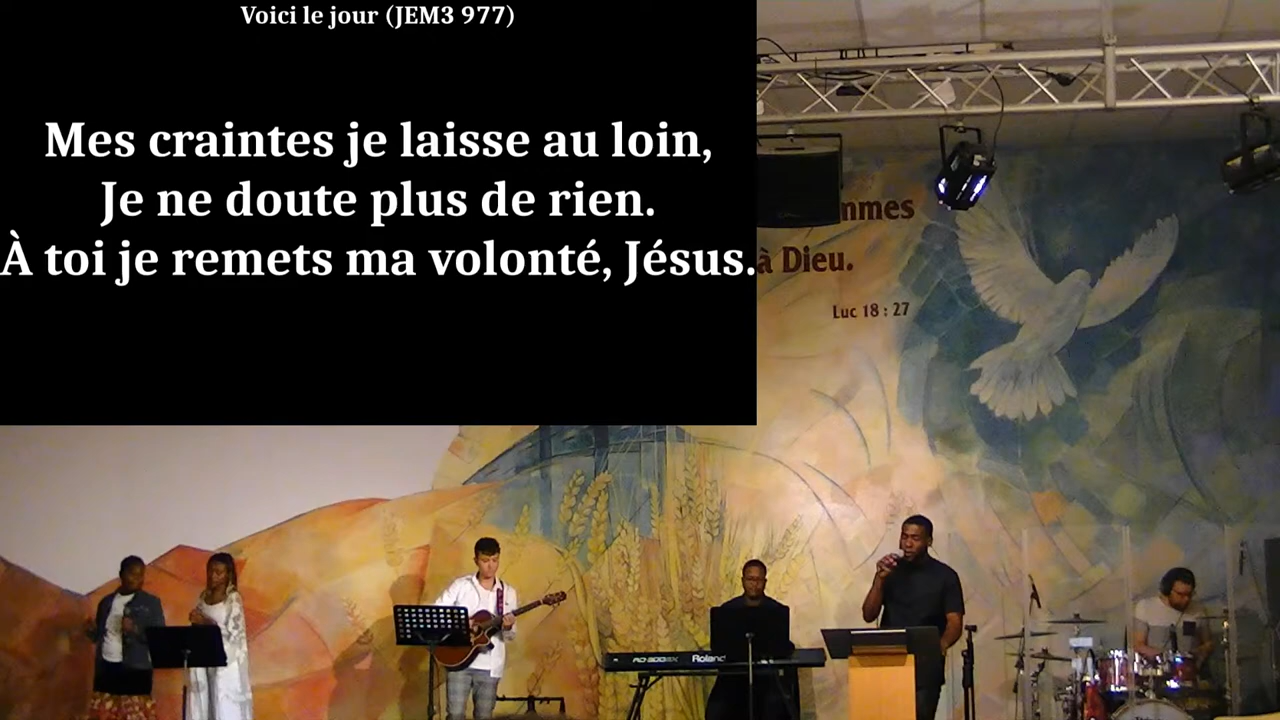 Voici le jour (JEM3 977)
Mes craintes je laisse au loin,
Je ne doute plus de rien.
À toi je remets ma volonté, Jésus.
mmes
à Dieu.
Luc 18 : 27
Roland